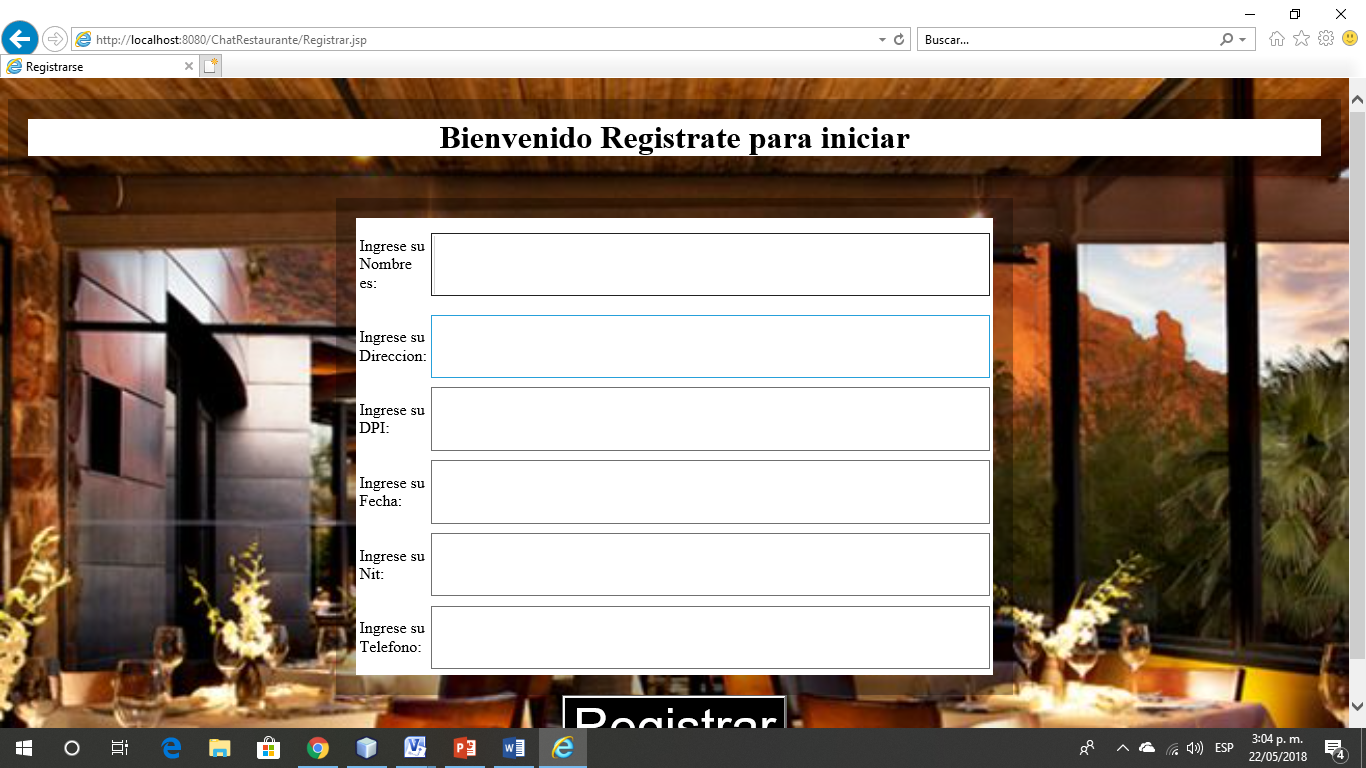 http://localhost:8080/ChatRestaurante/Registrar.jsp
Buscar...
Registrarse
Bienvenido Registrate para iniciar
Ingrese su
Nombre
es:
Ingrese su
Direccion:
Ingrese su
DPI:
Ingrese su
Fecha:
Ingrese su
Nit:
Ingrese su
Telefono:
Registrar
ESP
3:04 p. m.
22/05/2018
4